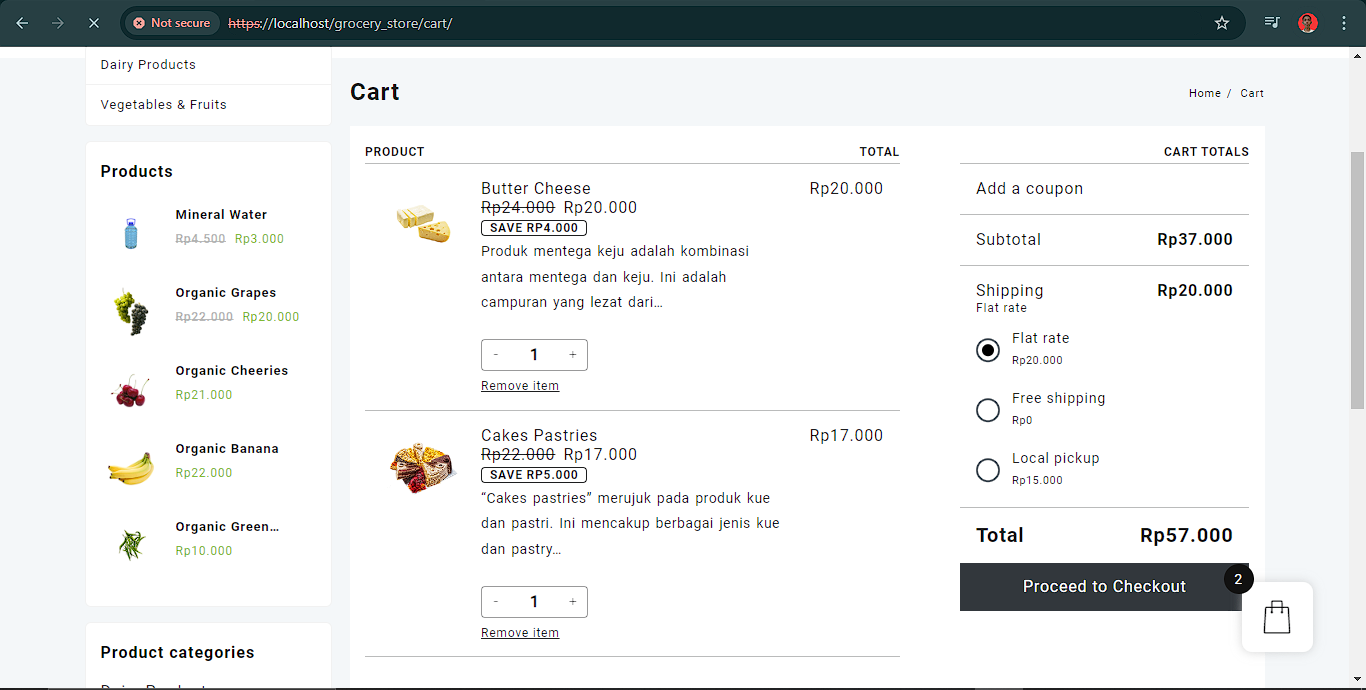 Not secure https://localhost/grocery_store/cart/
Dairy Products
Vegetables & Fruits
Products
Mineral Water
Rp4.500 Rp3.000
Organic Grapes
Rp22.000 Rp20.000
Organic Cheeries
Rp21.000
Organic Banana
Rp22.000
Organic Green...
Rp10.000
Product categories
Cart
Home / Cart
PRODUCT TOTAL
Butter Cheese Rp20.000
Rp24.000 Rp20.000
SAVE RP4.000
Produk mentega keju adalah kombinasi
antara mentega dan keju. Ini adalah
campuran yang lezat dari…
- 1 +
Remove item
Cakes Pastries Rp17.000
Rp22.000 Rp17.000
SAVE RP5.000
“Cakes pastries” merujuk pada produk kue
dan pastri. Ini mencakup berbagai jenis kue
dan pastry…
- 1 +
Remove item
CART TOTALS
Add a coupon
Subtotal Rp37.000
Shipping Rp20.000
Flat rate
Flat rate
Rp20.000
Free shipping
Rp0
Local pickup
Rp15.000
Total Rp57.000
Proceed to Checkout
2